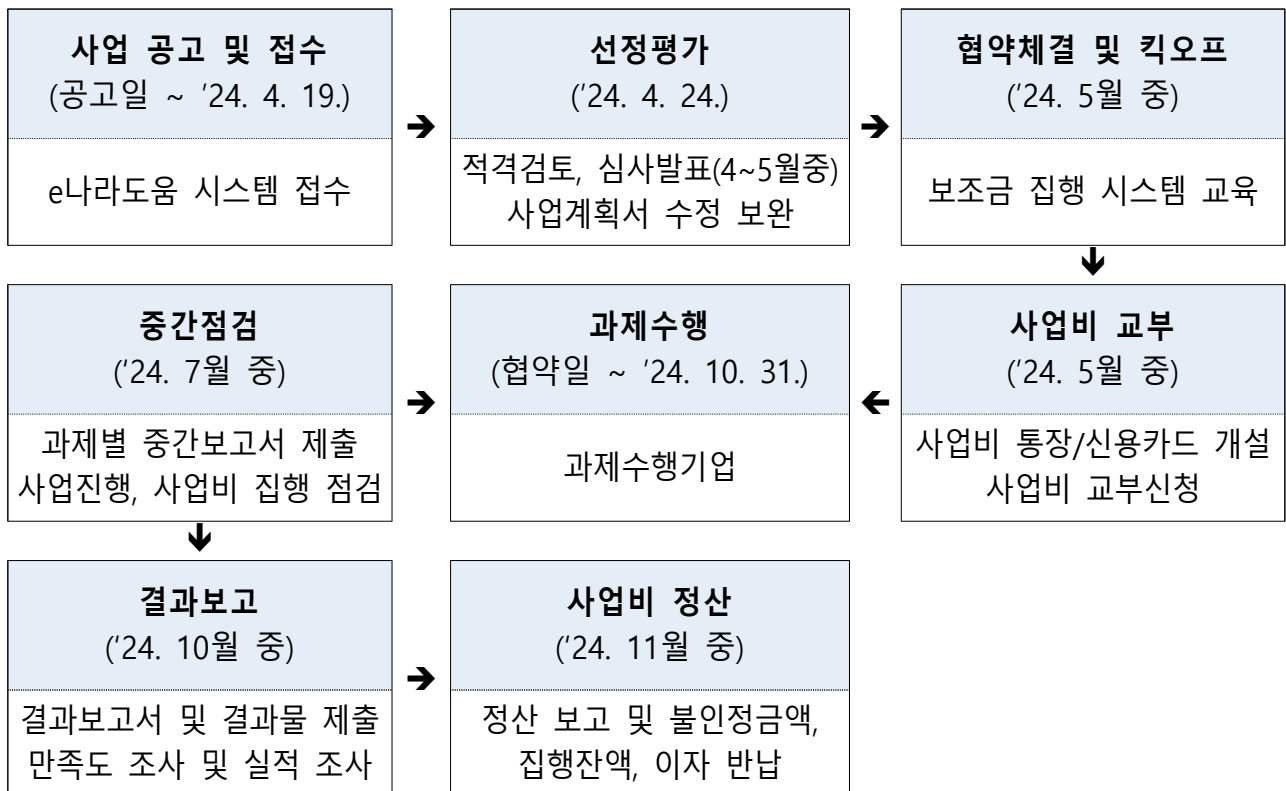 사업 공고 및 접수
(공고일 ~ '24. 4. 19.)
e나라도움 시스템 접수
선정평가
('24. 4. 24.)
적격검토, 심사발표(4~5월중)
사업계획서 수정 보완
협약체결 및 킥오프
('24. 5월 중)
보조금 집행 시스템 교육
중간점검
('24. 7월 중)
과제별 중간보고서 제출
사업진행, 사업비 집행 점검
과제수행
(협약일 ~ '24. 10. 31.)
과제수행기업
사업비 교부
('24. 5월 중)
사업비 통장/신용카드 개설
사업비 교부신청
결과보고
('24. 10월 중)
결과보고서 및 결과물 제출
만족도 조사 및 실적 조사
사업비 정산
('24. 11월 중)
정산 보고 및 불인정금액,
집행잔액, 이자 반납